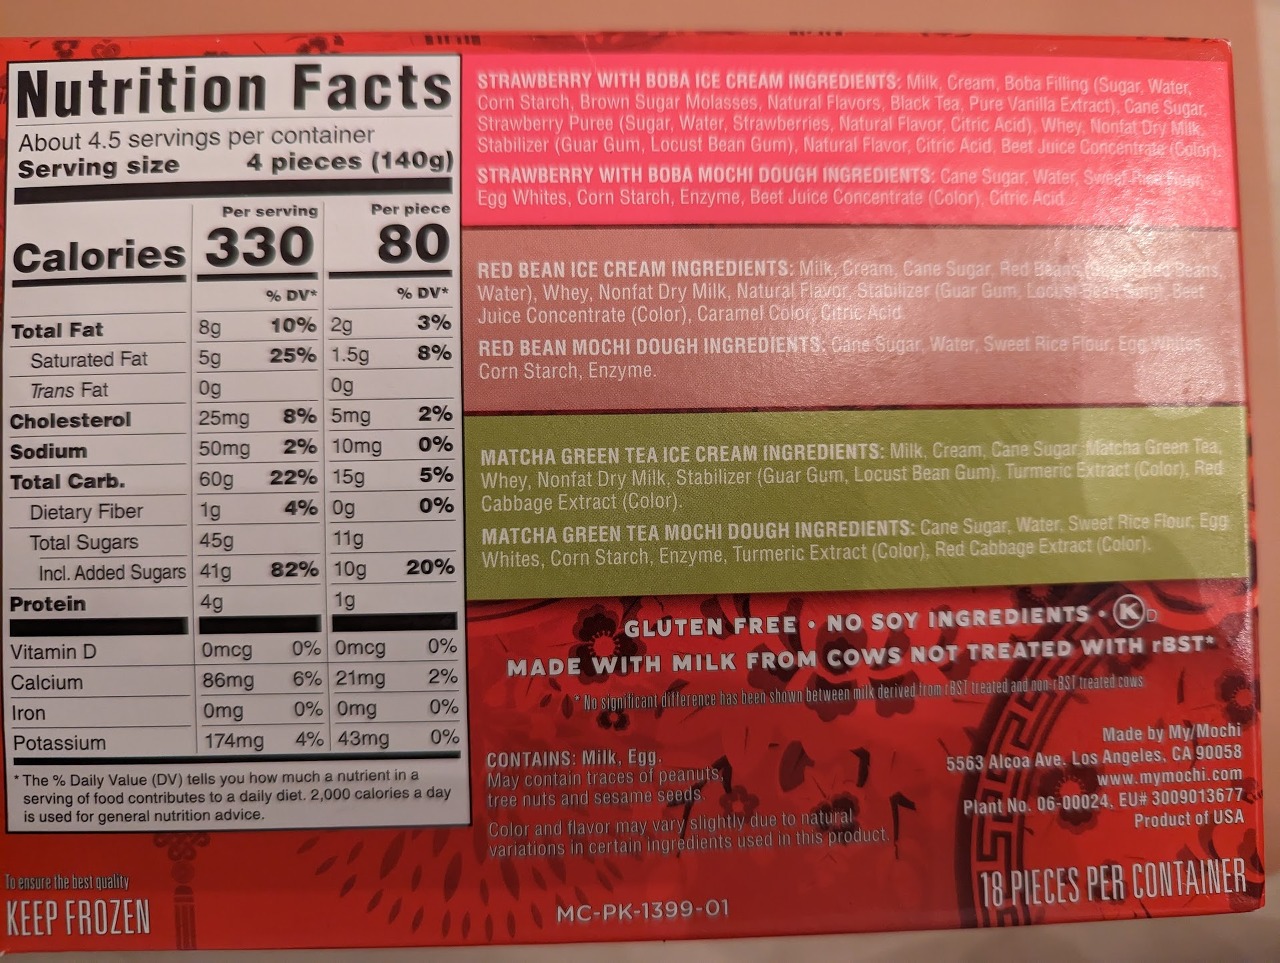 Nutrition Facts
About 4.5 servings per container
Serving size 4 pieces (140g)
Per serving Per piece
Calories 330 80
% DV* % DV*
Total Fat 8g 10% 2g 3%
Saturated Fat 5g 25% 1.5g 8%
Trans Fat 0g 0g
Cholesterol 25mg 8% 5mg 2%
Sodium 50mg 2% 10mg 0%
Total Carb. 60g 22% 15g 5%
Dietary Fiber 1g 4% 0g 0%
Total Sugars 45g 11g
Incl. Added Sugars 41g 82% 10g 20%
Protein 4g 1g
Vitamin D 0mcg 0% 0mcg 0%
Calcium 86mg 6% 21mg 2%
Iron 0mg 0% 0mg 0%
Potassium 174mg 4% 43mg 0%
* The % Daily Value (DV) tells you how much a nutrient in a
serving of food contributes to a daily diet. 2,000 calories a day
is used for general nutrition advice.
To ensure the best quality
KEEP FROZEN
STRAWBERRY WITH BOBA ICE CREAM INGREDIENTS: Milk, Cream, Boba Filling (Sugar, Water,
Corn Starch, Brown Sugar Molasses, Natural Flavors, Black Tea, Pure Vanilla Extract), Cane Sugar,
Strawberry Puree (Sugar, Water, Strawberries, Natural Flavor, Citric Acid), Whey, Nonfat Dry Milk,
Stabilizer (Guar Gum, Locust Bean Gum), Natural Flavor, Citric Acid, Beet Juice Concentrate (Color).
STRAWBERRY WITH BOBA MOCHI DOUGH INGREDIENTS: Cane Sugar, Water, Sweet Rice Flour,
Egg Whites, Corn Starch, Enzyme, Beet Juice Concentrate (Color), Citric Acid.
RED BEAN ICE CREAM INGREDIENTS: Milk, Cream, Cane Sugar, Red Beans (Sugar, Red Beans,
Water), Whey, Nonfat Dry Milk, Natural Flavor, Stabilizer (Guar Gum, Locust Bean Gum), Beet
Juice Concentrate (Color), Caramel Color, Citric Acid.
RED BEAN MOCHI DOUGH INGREDIENTS: Cane Sugar, Water, Sweet Rice Flour, Egg Whites,
Corn Starch, Enzyme.
MATCHA GREEN TEA ICE CREAM INGREDIENTS: Milk, Cream, Cane Sugar, Matcha Green Tea,
Whey, Nonfat Dry Milk, Stabilizer (Guar Gum, Locust Bean Gum). Turmeric Extract (Color), Red
Cabbage Extract (Color).
MATCHA GREEN TEA MOCHI DOUGH INGREDIENTS: Cane Sugar, Water, Sweet Rice Flour, Egg
Whites, Corn Starch, Enzyme, Turmeric Extract (Color), Red Cabbage Extract (Color).
GLUTEN FREE • NO SOY INGREDIENTS • K D
MADE WITH MILK FROM COWS NOT TREATED WITH rBST*
* No significant difference has been shown between milk derived from rBST treated and non-rBST treated cows
CONTAINS: Milk, Egg.
May contain traces of peanuts,
tree nuts and sesame seeds.
Color and flavor may vary slightly due to natural
variations in certain ingredients used in this product.
Made by My/Mochi
5563 Alcoa Ave. Los Angeles, CA 90058
www.mymochi.com
Plant No. 06-00024, EU# 3009013677
Product of USA
MC-PK-1399-01
18 PIECES PER CONTAINER